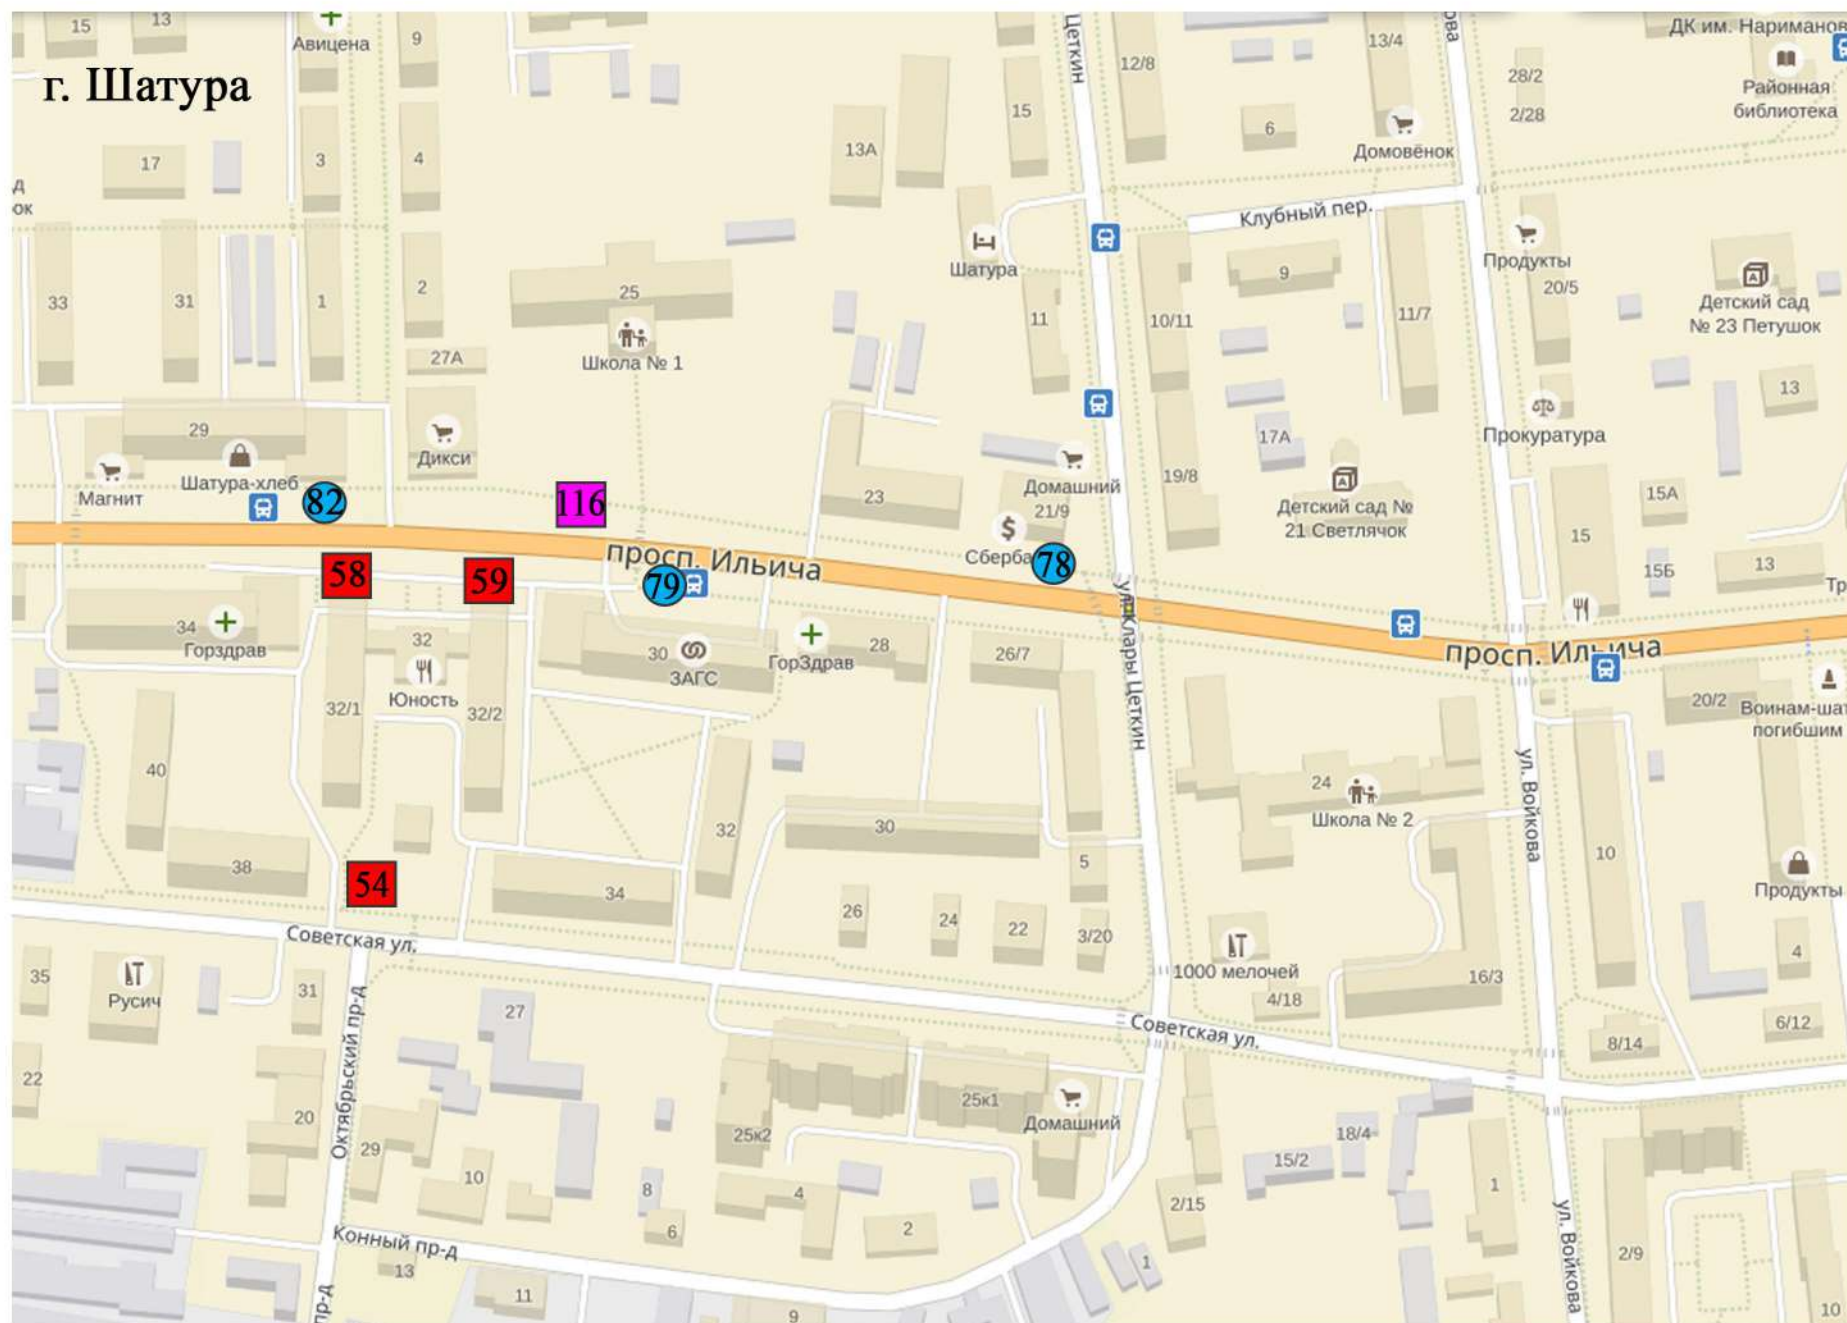 г. Шатура
15
13
Авицена
9
Цеткин
12/8
13/4
ова
28/2
2/28
ДК им. Нариманов
Районная
библиотека
17
3
4
13А
15
6
Домовёнок
д
ок
Клубный пер.
33
31
1
2
25
Школа № 1
Шатура
11
10/11
9
11/7
Продукты
20/5
Детский сад
№ 23 Петушок
27А
13
29
Магнит
Шатура-хлеб
Дикси
23
Домашний
21/9
Сберба
19/8
17А
Детский сад №
21 Светлячок
Прокуратура
15
15А
15Б
13
Тр
82
116
58
59
79
78
просп. Ильича
просп. Ильича
ул. Клары Цеткин
34
Горздрав
32
Юность
30
ЗАГС
ГорЗдрав
28
26/7
32/1
32/2
20/2
Воинам-шат
погибшим
40
38
54
34
32
30
5
24
Школа № 2
ул. Войкова
10
Продукты
26
24
22
3/20
1000 мелочей
4/18
16/3
4
6/12
8/14
Советская ул.
Советская ул.
35
Русич
31
27
Октябрьский пр-д
22
20
29
10
25к2
25к1
Домашний
8
6
4
2
18/4
15/2
2/15
1
1
ул. Войкова
2/9
10
Конный пр-д
13
11
9
пр-д